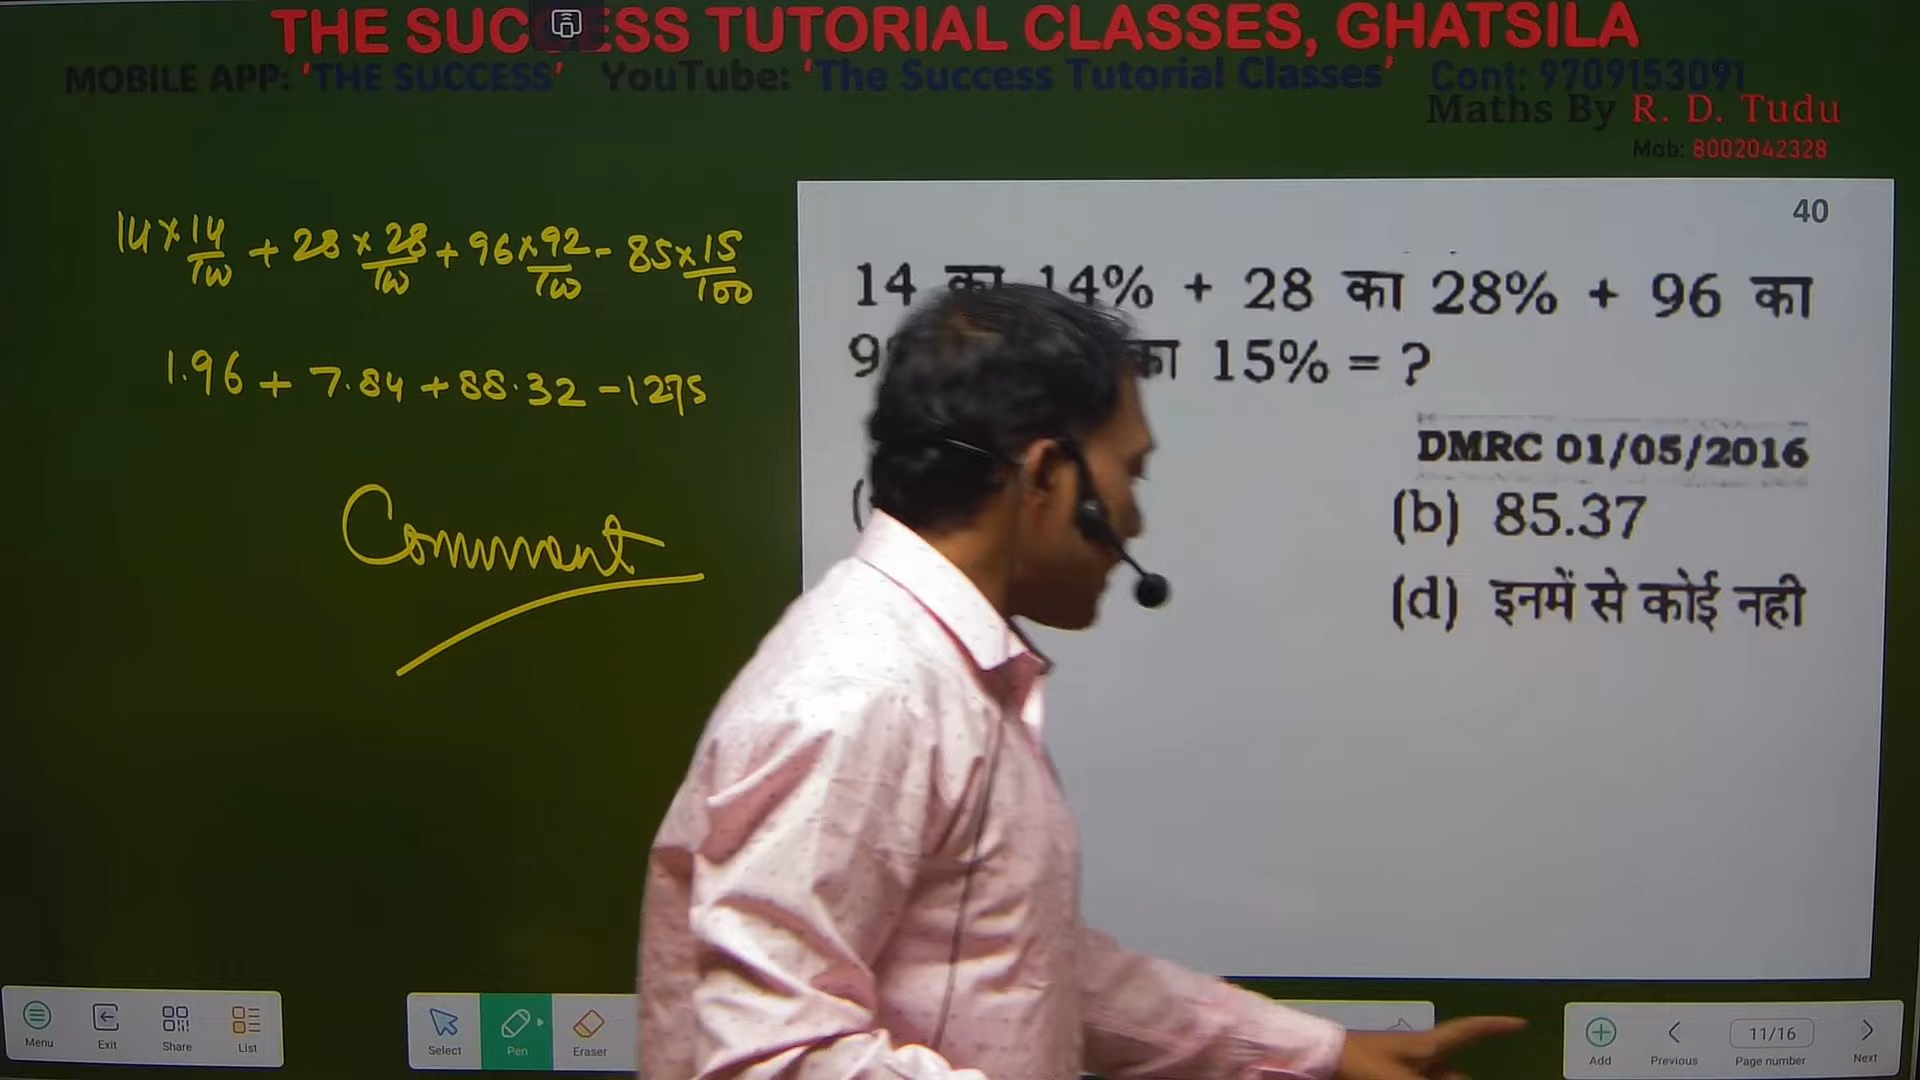 THE SUCCESS TUTORIAL CLASSES, GHATSILA
MOBILE APP: 'THE SUCCESS' YouTube: 'The Success Tutorial Classes' Cont: 9709153091
Maths By R. D. Tudu
Mob: 8002042328
14 × 14/100 + 28 × 28/100 + 96 × 92/100 - 85 × 15/100
1.96 + 7.84 + 88.32 - 12.75
Comment
40
14 का 14% + 28 का 28% + 96 का
9 का 15% = ?
DMRC 01/05/2016
(b) 85.37
(d) इनमें से कोई नही
Menu Exit Share List
Select Pen Eraser
Add Previous 11/16 Page number Next